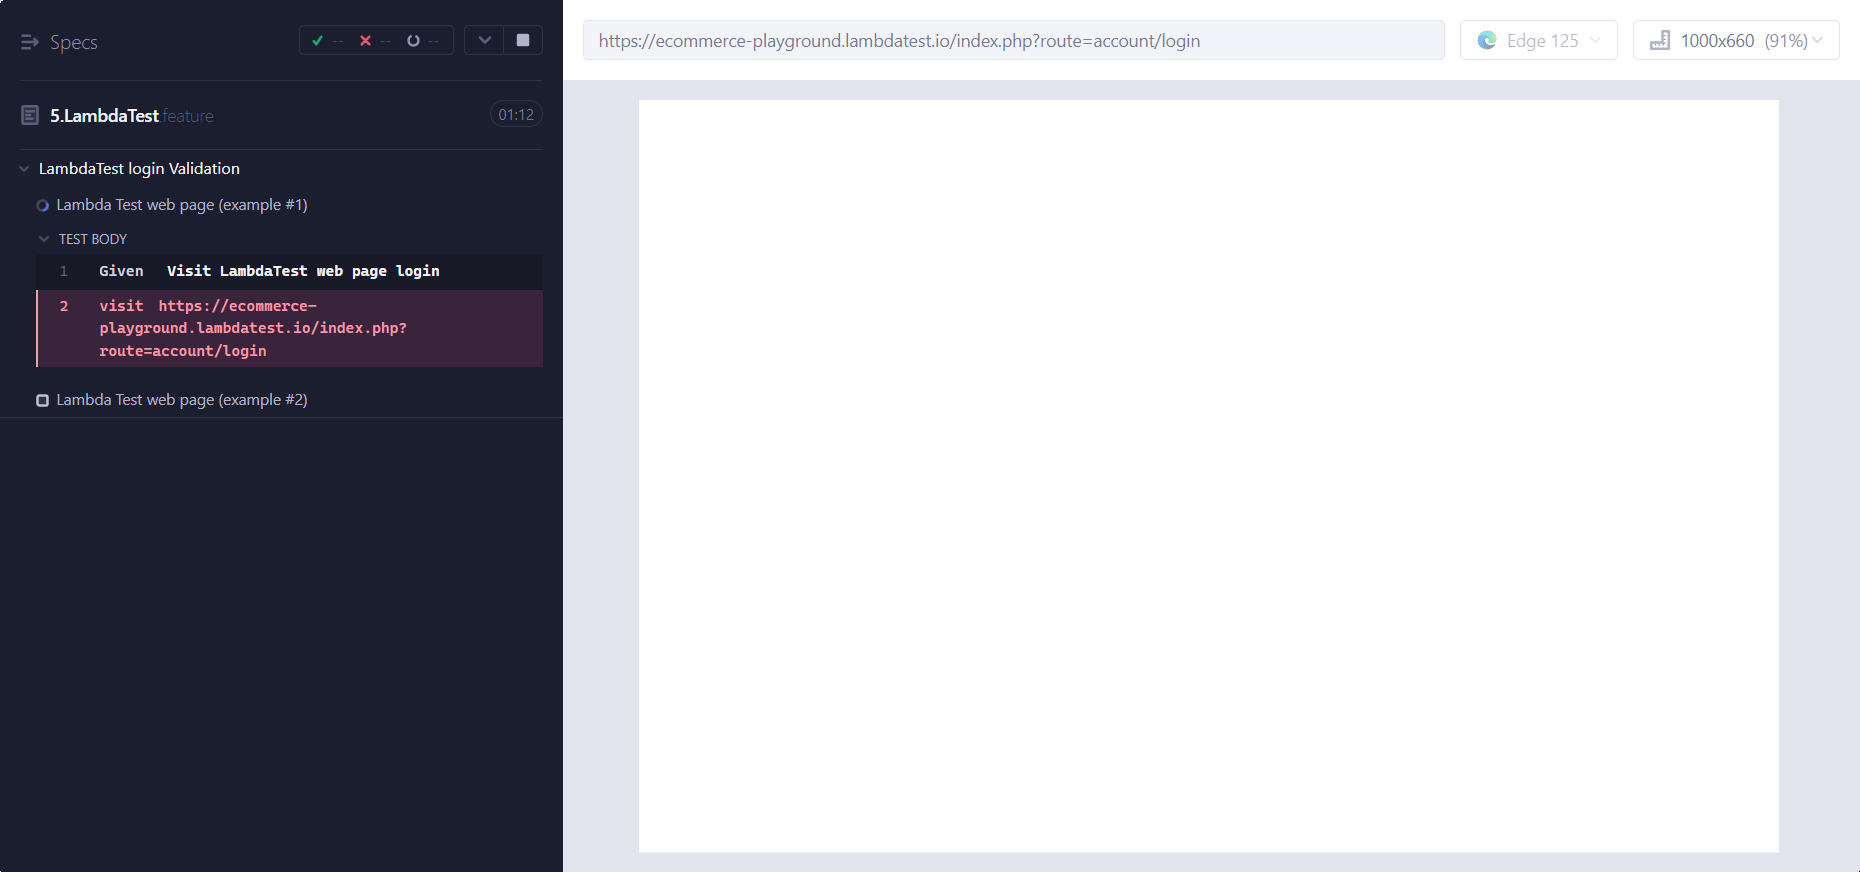 Specs
-- -- --
5.LambdaTest.feature
01:12
LambdaTest login Validation
Lambda Test web page (example #1)
TEST BODY
1 Given Visit LambdaTest web page login
2 visit https://ecommerce-
playground.lambdatest.io/index.php?
route=account/login
Lambda Test web page (example #2)
https://ecommerce-playground.lambdatest.io/index.php?route=account/login
Edge 125
1000x660 (91%)